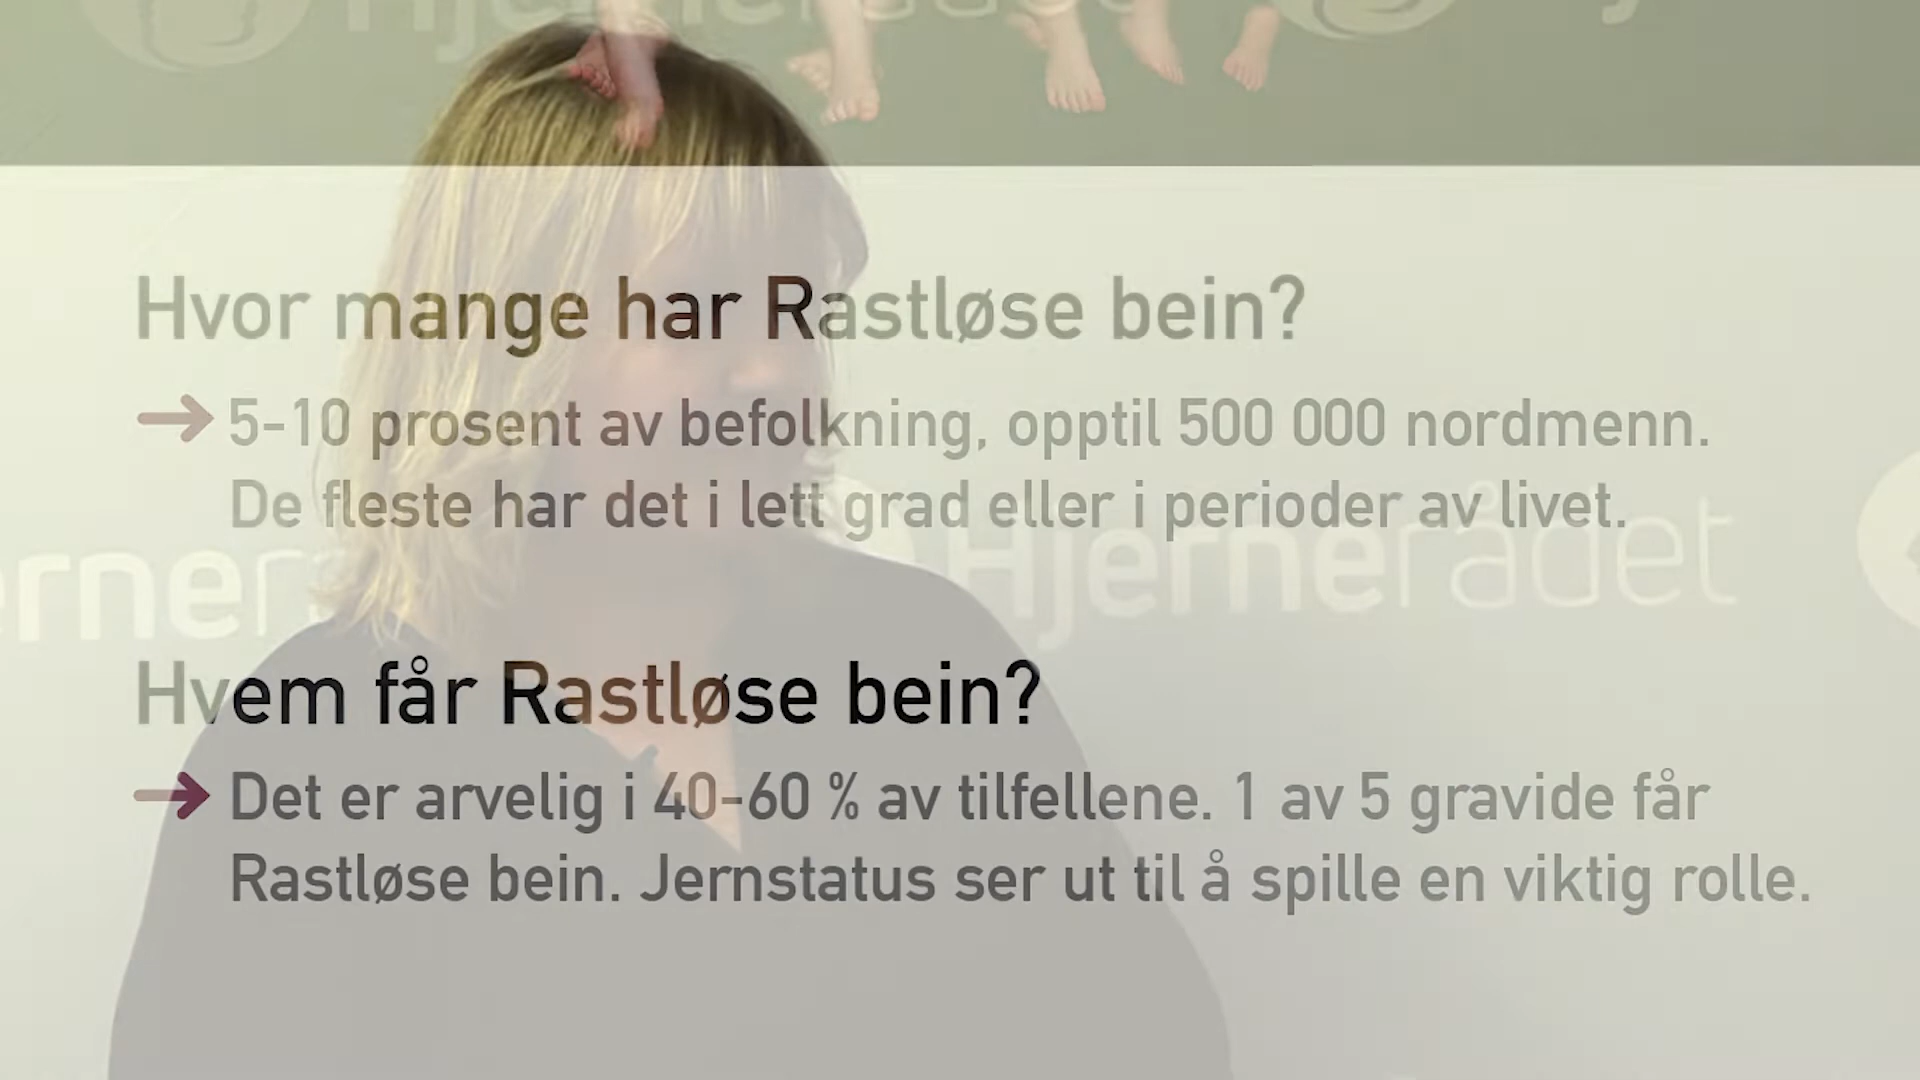 Hjernerådet
Hvor mange har Rastløse bein?
5-10 prosent av befolkning, opptil 500 000 nordmenn.
De fleste har det i lett grad eller i perioder av livet.
Hjernerådet
Hvem får Rastløse bein?
Det er arvelig i 40-60 % av tilfellene. 1 av 5 gravide får
Rastløse bein. Jernstatus ser ut til å spille en viktig rolle.